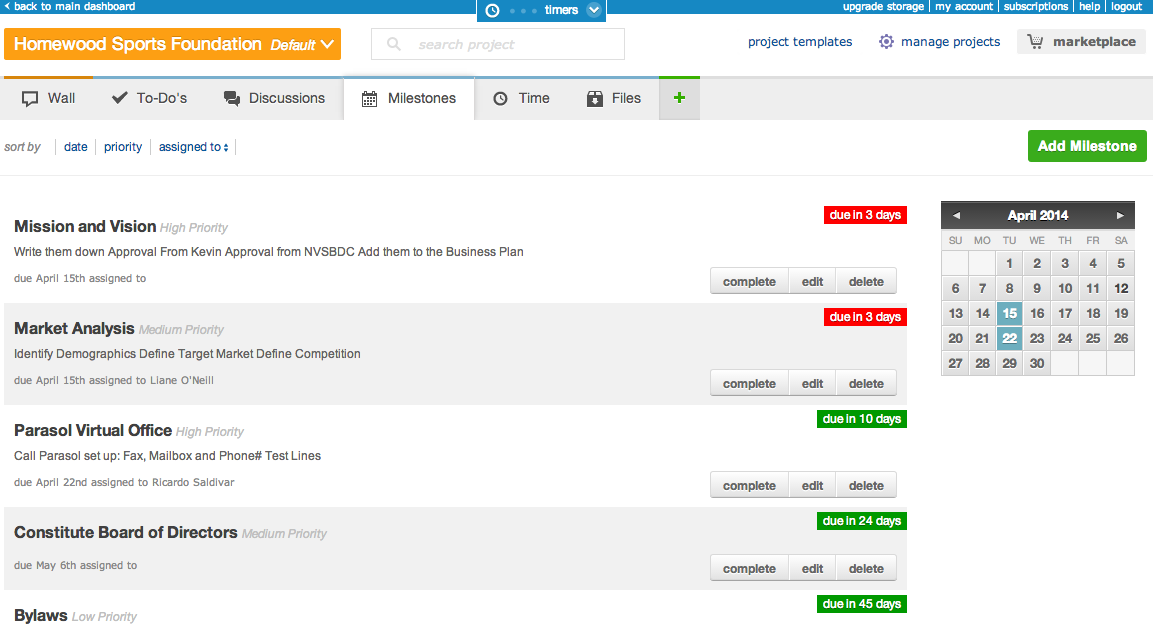 back to main dashboard
timers
upgrade storage my account subscriptions help logout
Homewood Sports Foundation Default
search project
project templates manage projects marketplace
Wall To-Do's Discussions Milestones Time Files +
sort by date priority assigned to
Add Milestone
Mission and Vision High Priority
due in 3 days
Write them down Approval From Kevin Approval from NVSBDC Add them to the Business Plan
due April 15th assigned to
complete edit delete
Market Analysis Medium Priority
due in 3 days
Identify Demographics Define Target Market Define Competition
due April 15th assigned to Liane O'Neill
complete edit delete
Parasol Virtual Office High Priority
due in 10 days
Call Parasol set up: Fax, Mailbox and Phone# Test Lines
due April 22nd assigned to Ricardo Saldivar
complete edit delete
Constitute Board of Directors Medium Priority
due in 24 days
due May 6th assigned to
complete edit delete
Bylaws Low Priority
due in 45 days
April 2014
SU MO TU WE TH FR SA
1 2 3 4 5
6 7 8 9 10 11 12
13 14 15 16 17 18 19
20 21 22 23 24 25 26
27 28 29 30